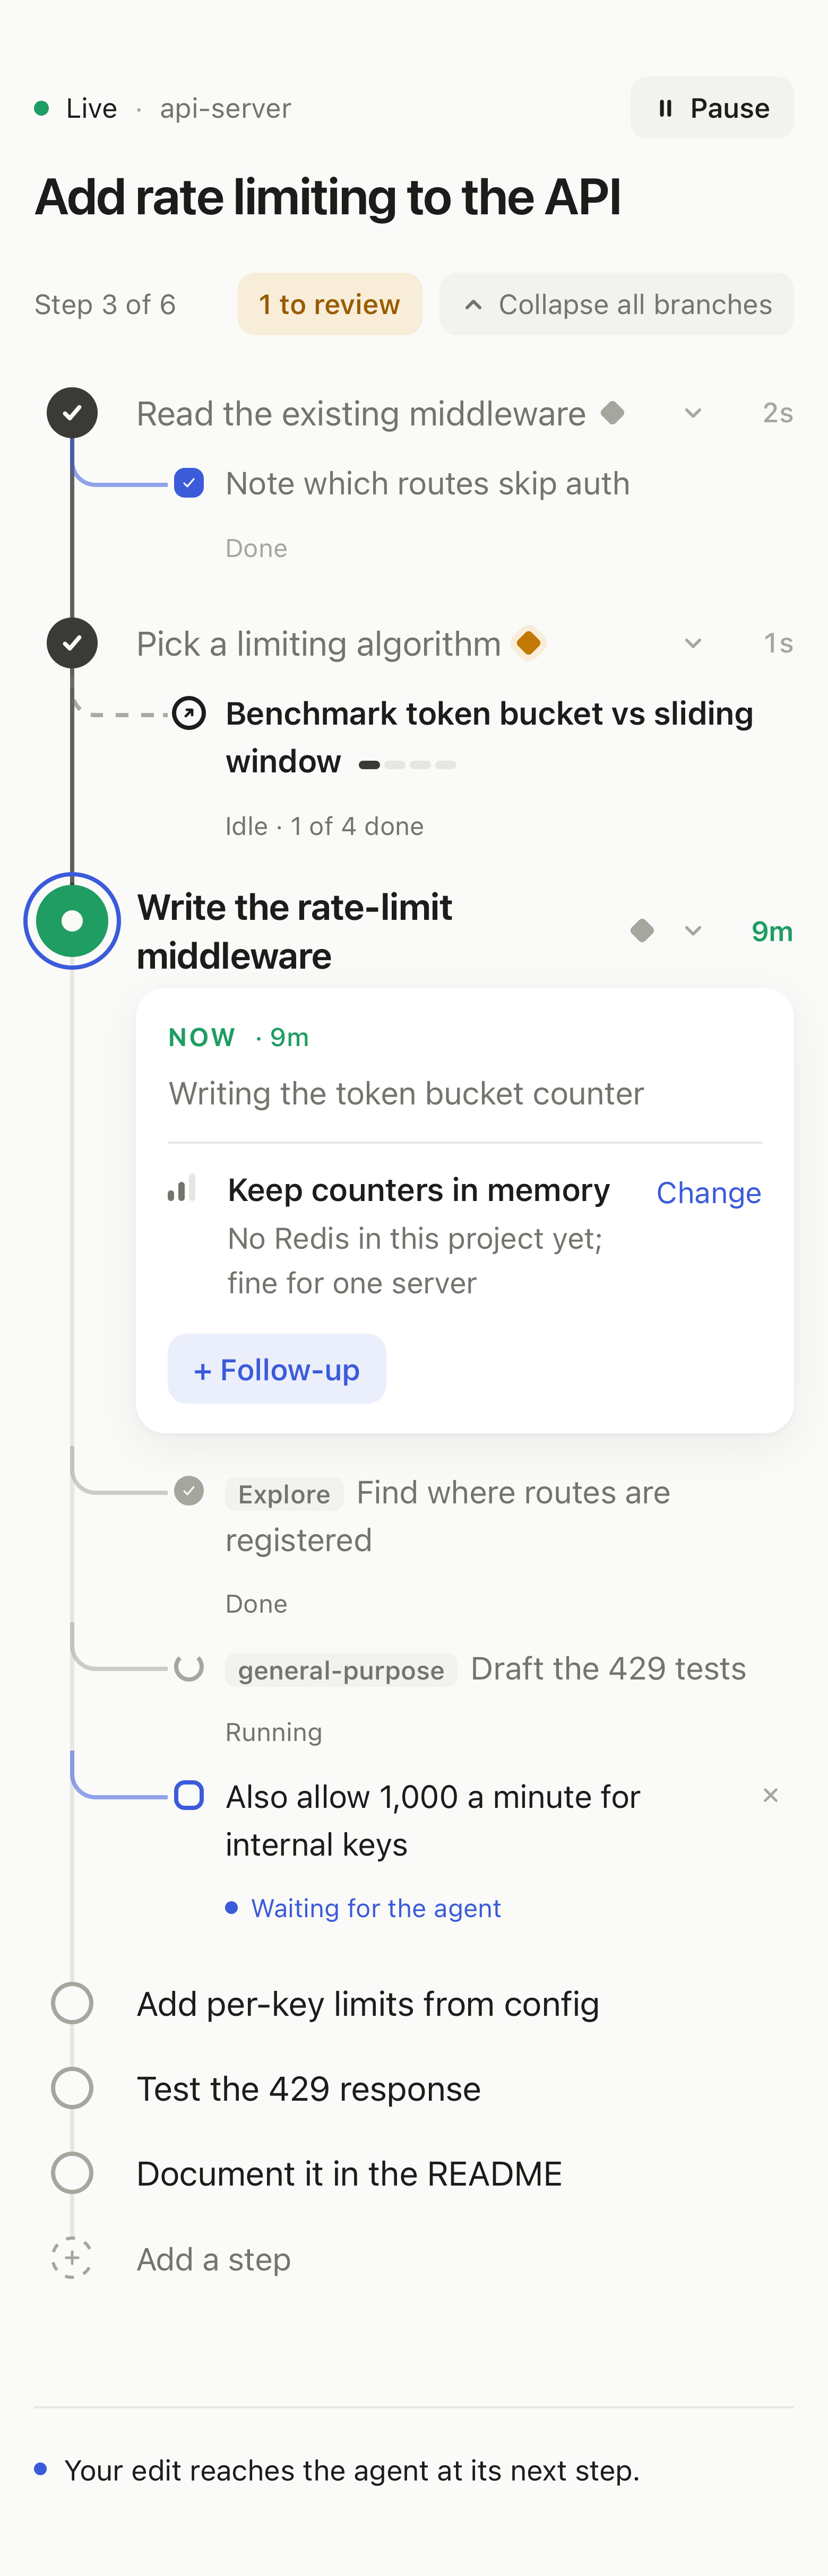 Live · api-server
Pause
Add rate limiting to the API
Step 3 of 6
1 to review
Collapse all branches
Read the existing middleware
2s
Note which routes skip auth
Done
Pick a limiting algorithm
1s
Benchmark token bucket vs sliding
window
Idle · 1 of 4 done
Write the rate-limit
middleware
9m
NOW · 9m
Writing the token bucket counter
Keep counters in memory
Change
No Redis in this project yet;
fine for one server
+ Follow-up
Explore Find where routes are
registered
Done
general-purpose Draft the 429 tests
Running
Also allow 1,000 a minute for
internal keys
Waiting for the agent
Add per-key limits from config
Test the 429 response
Document it in the README
Add a step
Your edit reaches the agent at its next step.